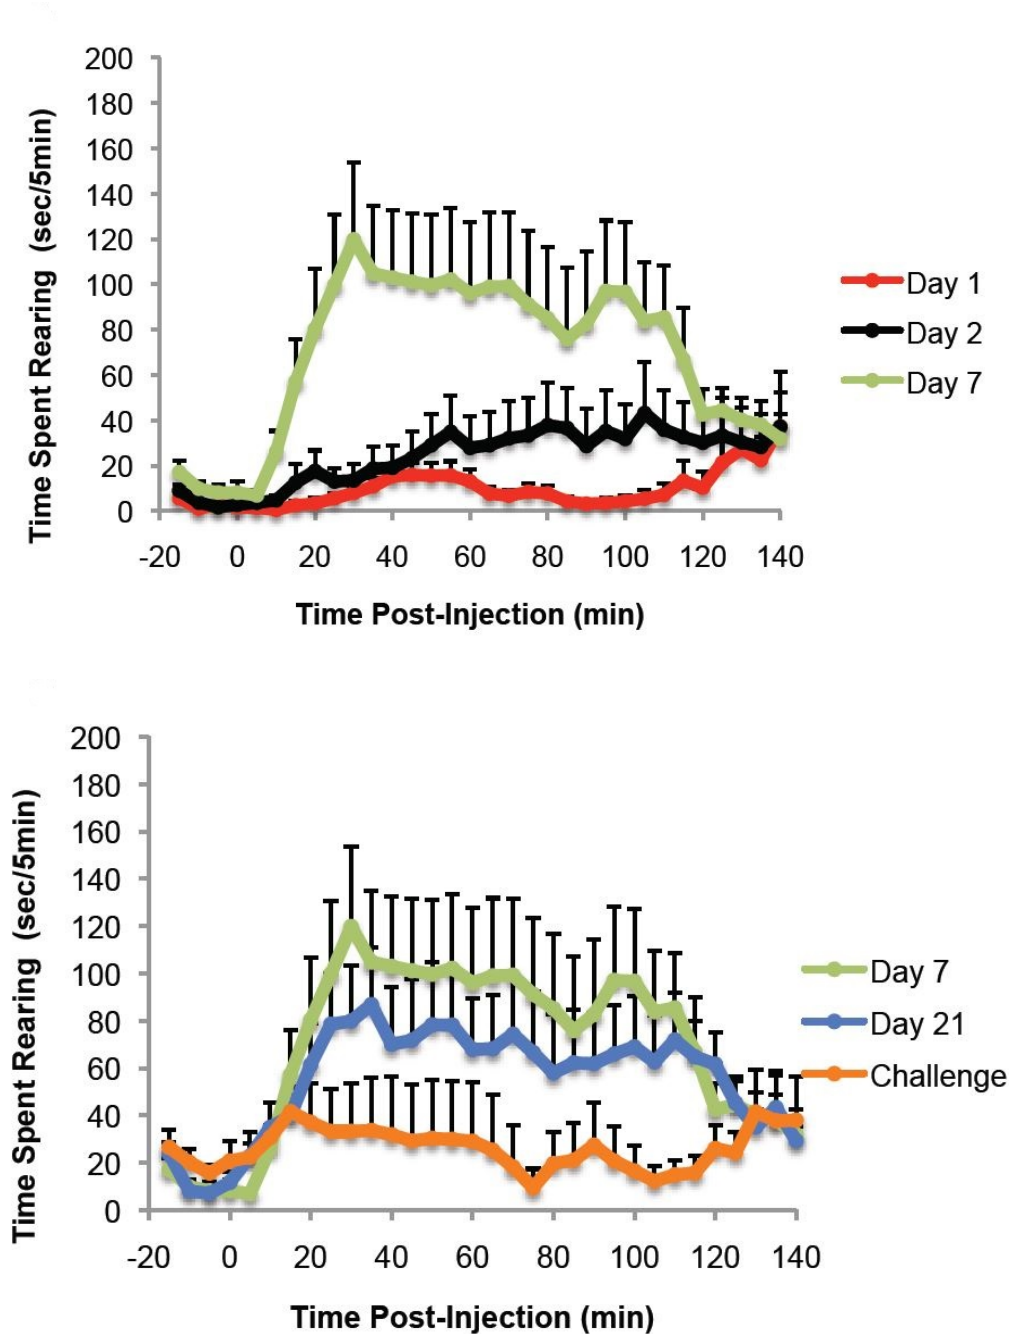 200
180
160
140
120
100
80
60
40
20
0
Time Spent Rearing (sec/5min)
-20 0 20 40 60 80 100 120 140
Time Post-Injection (min)
Day 1
Day 2
Day 7
200
180
160
140
120
100
80
60
40
20
0
Time Spent Rearing (sec/5min)
-20 0 20 40 60 80 100 120 140
Time Post-Injection (min)
Day 7
Day 21
Challenge